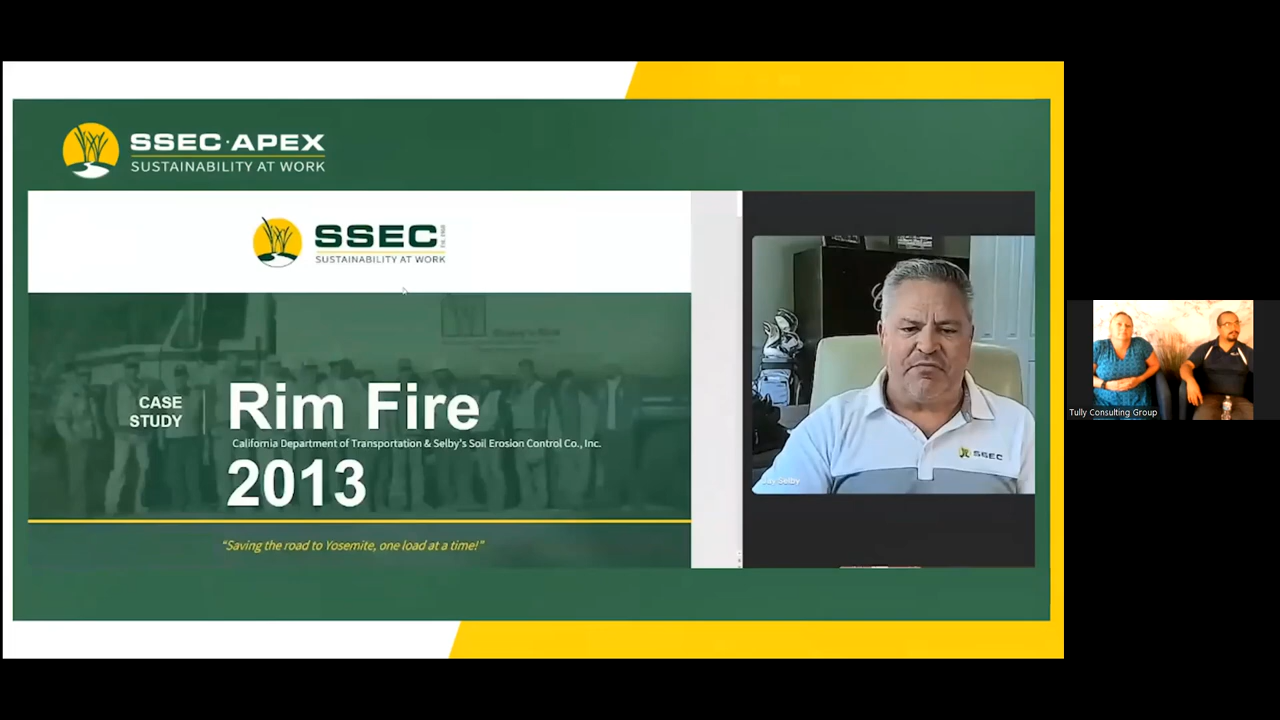 SSEC·APEX
SUSTAINABILITY AT WORK
SSEC
SUSTAINABILITY AT WORK
CASE STUDY
Rim Fire
California Department of Transportation & Selby's Soil Erosion Control Co., Inc.
2013
"Saving the road to Yosemite, one load at a time!"
SSEC
Selby
Tully Consulting Group